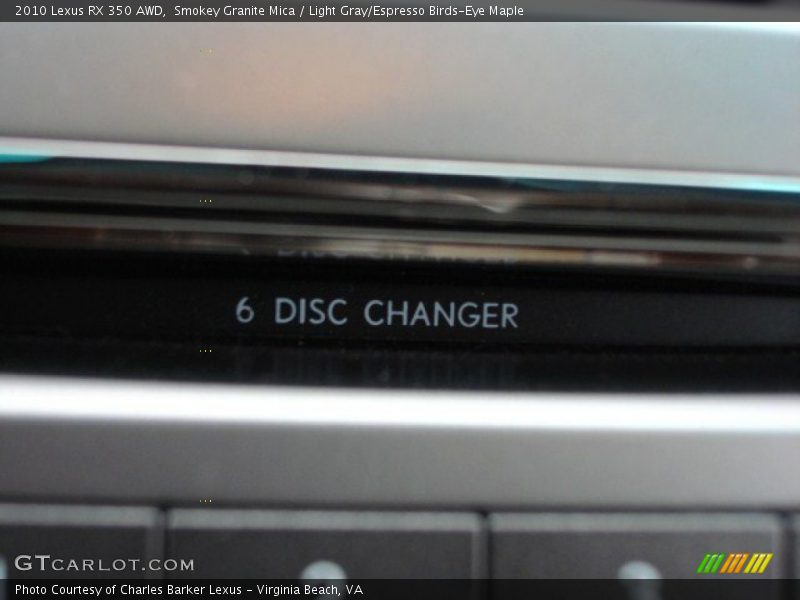 2010 Lexus RX 350 AWD, Smokey Granite Mica / Light Gray/Espresso Birds-Eye Maple
6 DISC CHANGER
GTCARLOT.COM
Photo Courtesy of Charles Barker Lexus - Virginia Beach, VA